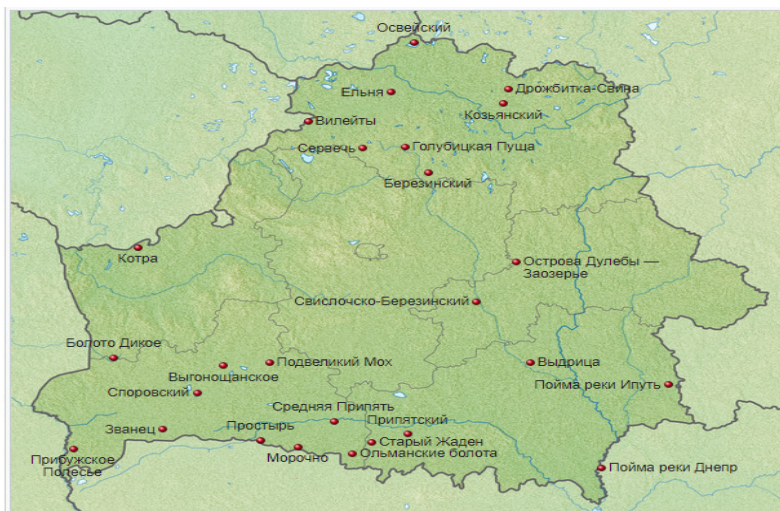 Освейский
Ельня
Дрожбитка-Свина
Козьянский
Вилейты
Сервечь
Голубицкая Пуща
Березинский
Котра
Острова Дулебы —
Заозерье
Свислочско-Березинский
Болото Дикое
Подвеликий Мох
Выдрица
Выгонощанское
Пойма реки Ипуть
Споровский
Средняя Припять
Званец
Простырь
Припятский
Старый Жаден
Морочно
Ольманские болота
Прибужское
Полесье
Пойма реки Днепр